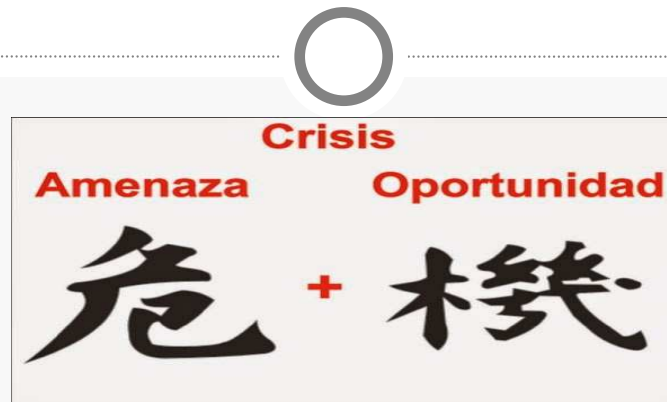 Crisis
Amenaza Oportunidad
危 + 機